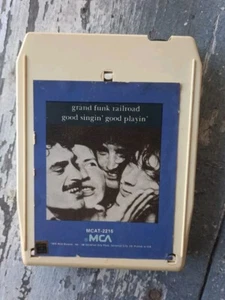 grand funk railroad
good singin' good playin'
MCAT-2216
MCA